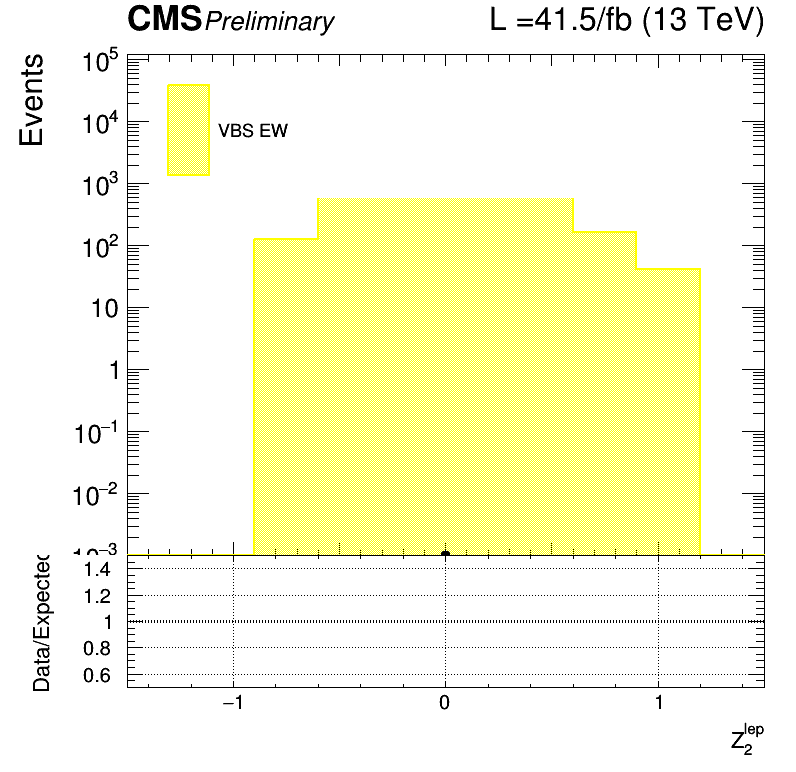 CMS Preliminary L =41.5/fb (13 TeV)
Events
10^5
10^4
10^3
10^2
10
1
10^−1
10^−2
10^−3
VBS EW
Data/Expected
1.4
1.2
1
0.8
0.6
−1 0 1
Z_2^lep